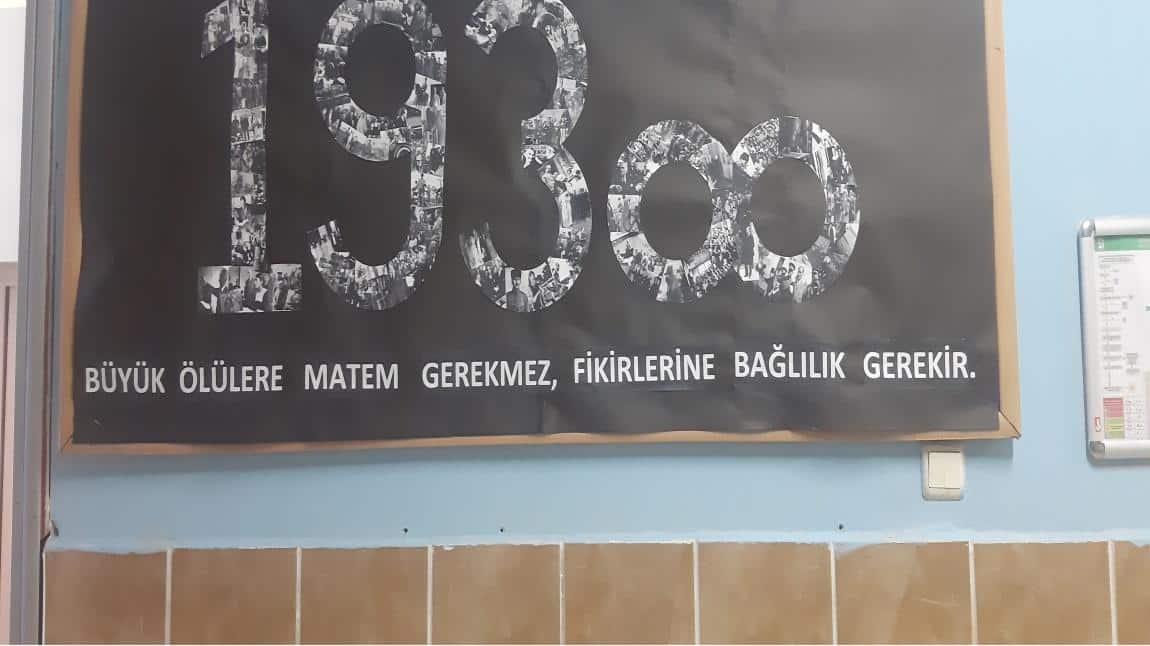 193∞
BÜYÜK ÖLÜLERE MATEM GEREKMEZ, FİKİRLERİNE BAĞLILIK GEREKİR.